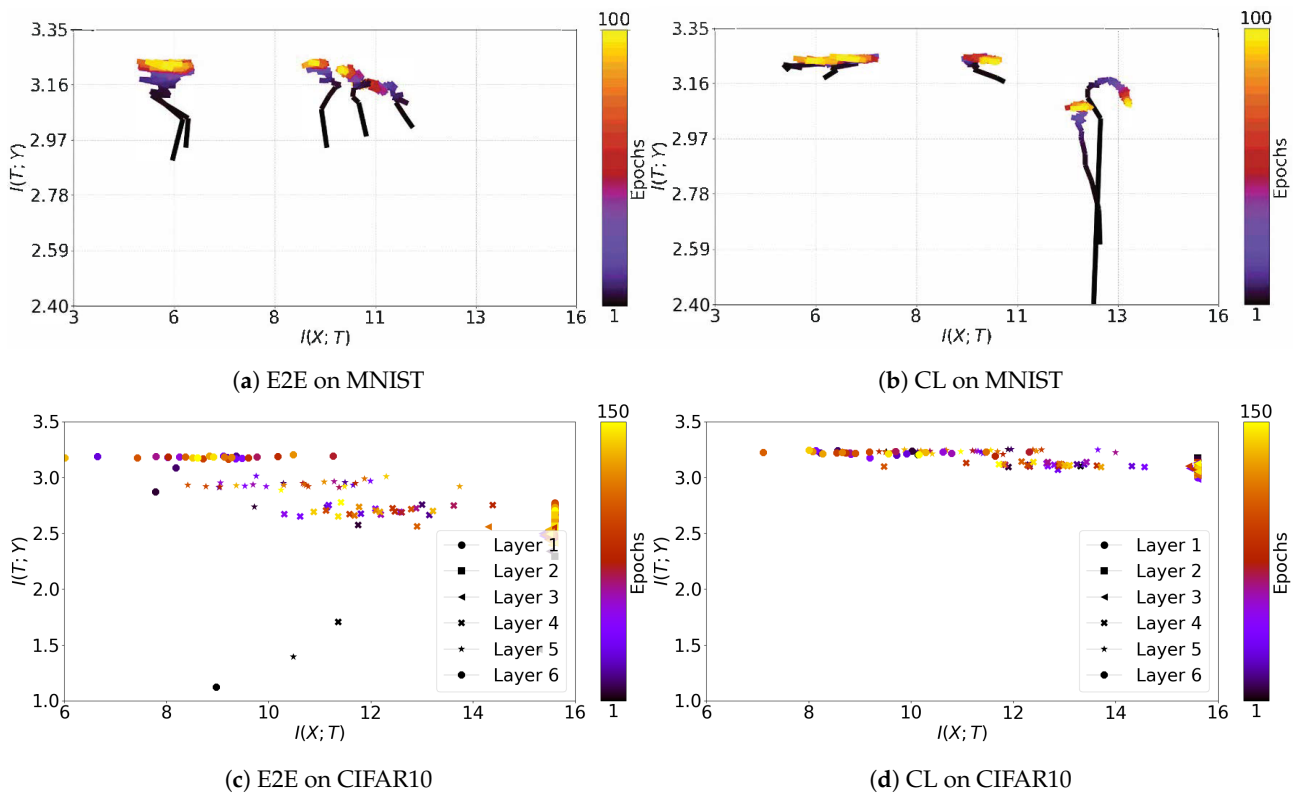 100
3.35
3.16
2.97
2.78
2.59
2.40
I(T; Y)
3
6
8
11
13
16
I(X; T)
Epochs
1
(a) E2E on MNIST
100
3.35
3.16
2.97
2.78
2.59
2.40
I(T; Y)
3
6
8
11
13
16
I(X; T)
Epochs
1
(b) CL on MNIST
150
3.5
3.0
2.5
2.0
1.5
1.0
I(T; Y)
Layer 1
Layer 2
Layer 3
Layer 4
Layer 5
Layer 6
6
8
10
12
14
16
I(X; T)
Epochs
1
(c) E2E on CIFAR10
150
3.5
3.0
2.5
2.0
1.5
1.0
I(T; Y)
Layer 1
Layer 2
Layer 3
Layer 4
Layer 5
Layer 6
6
8
10
12
14
16
I(X; T)
Epochs
1
(d) CL on CIFAR10